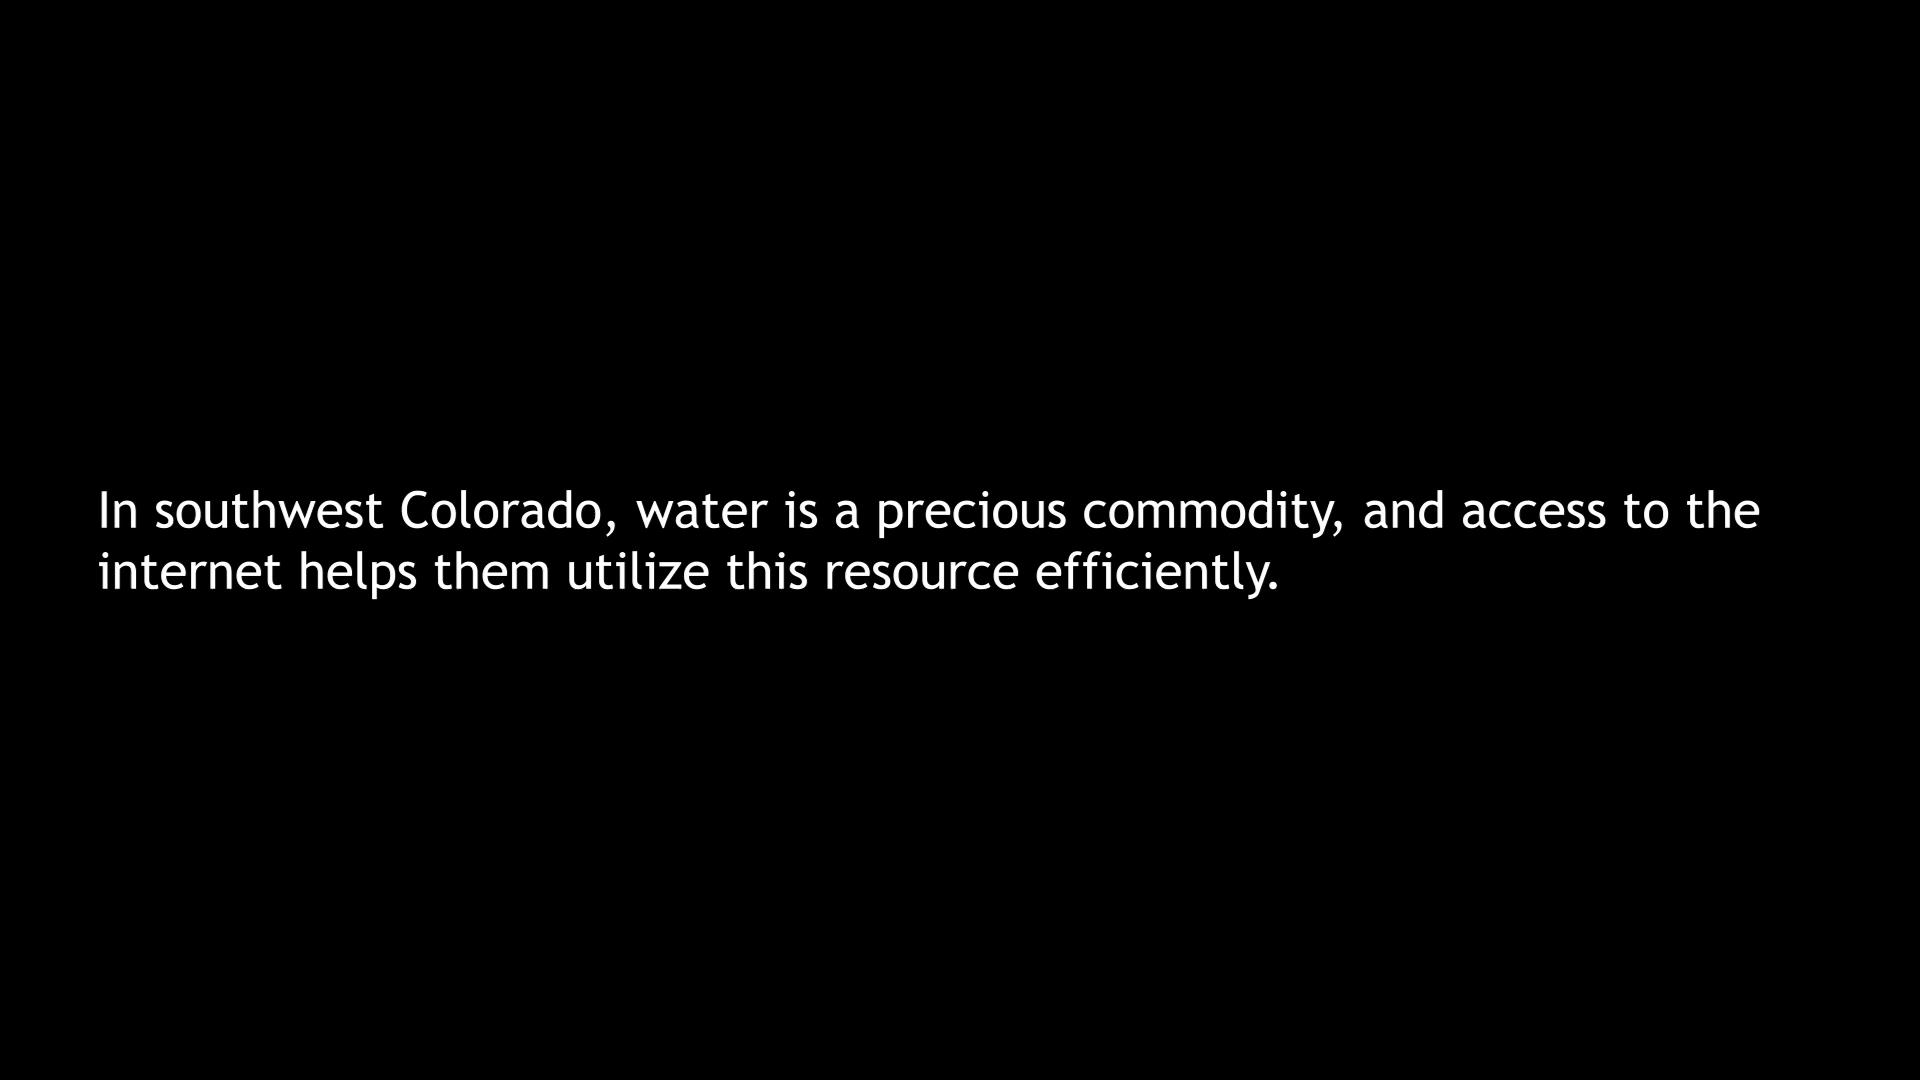 In southwest Colorado, water is a precious commodity, and access to the
internet helps them utilize this resource efficiently.